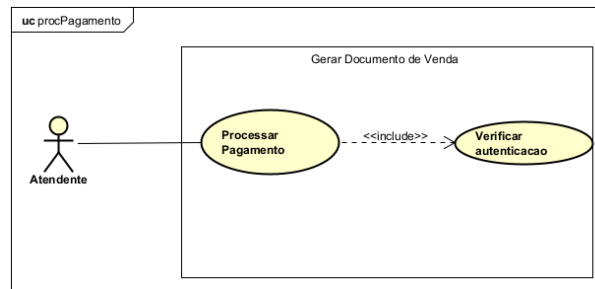 uc procPagamento
Gerar Documento de Venda
Atendente
Processar
Pagamento
<<include>>
Verificar
autenticacao